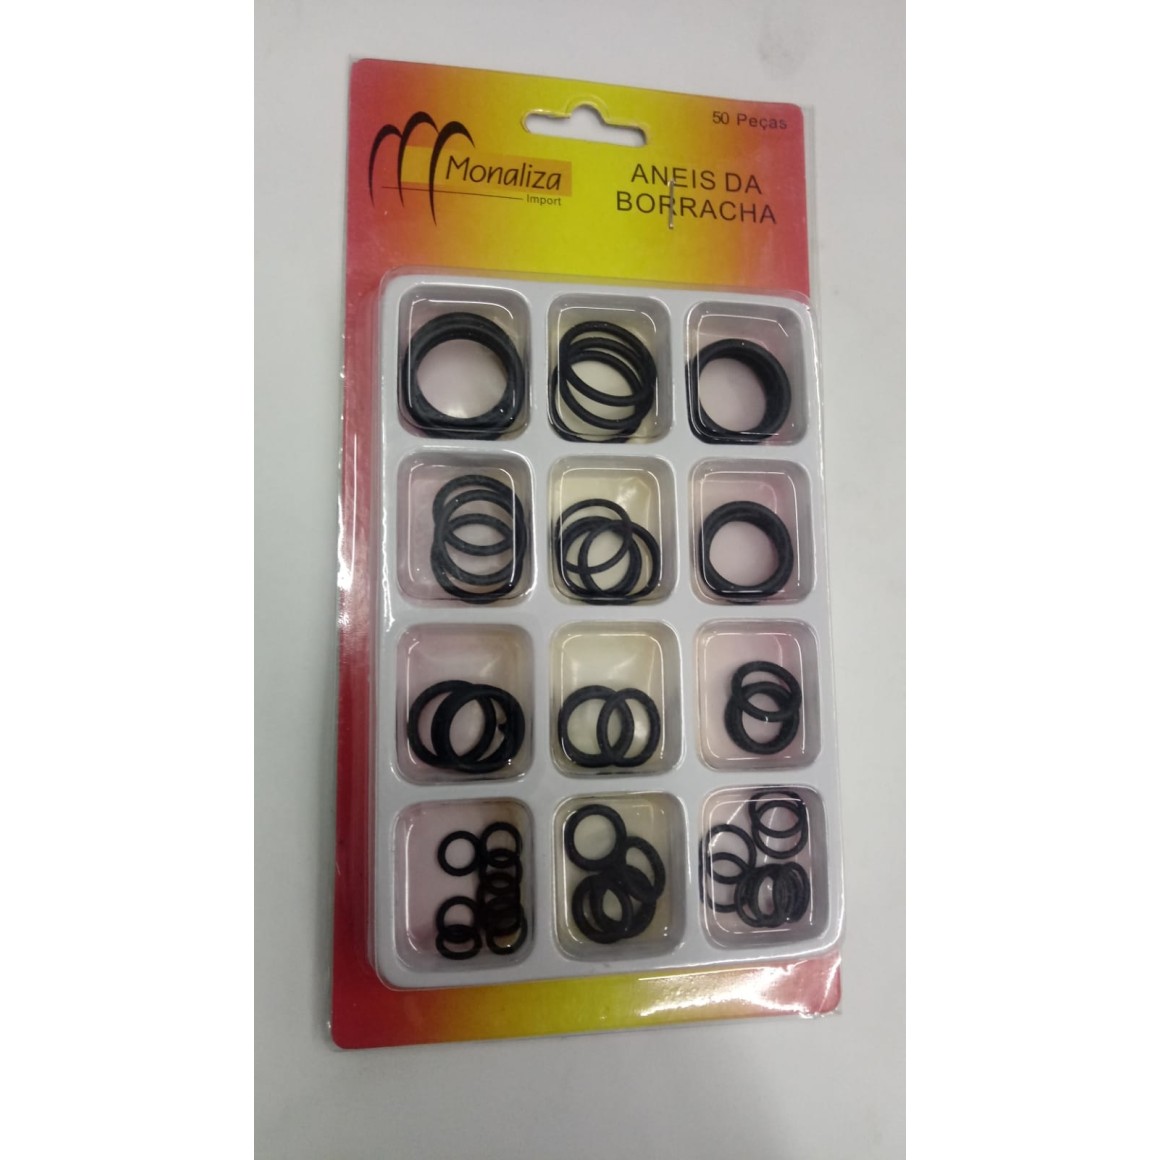 50 Peças
Monaliza
Import
ANEIS DA
BORRACHA